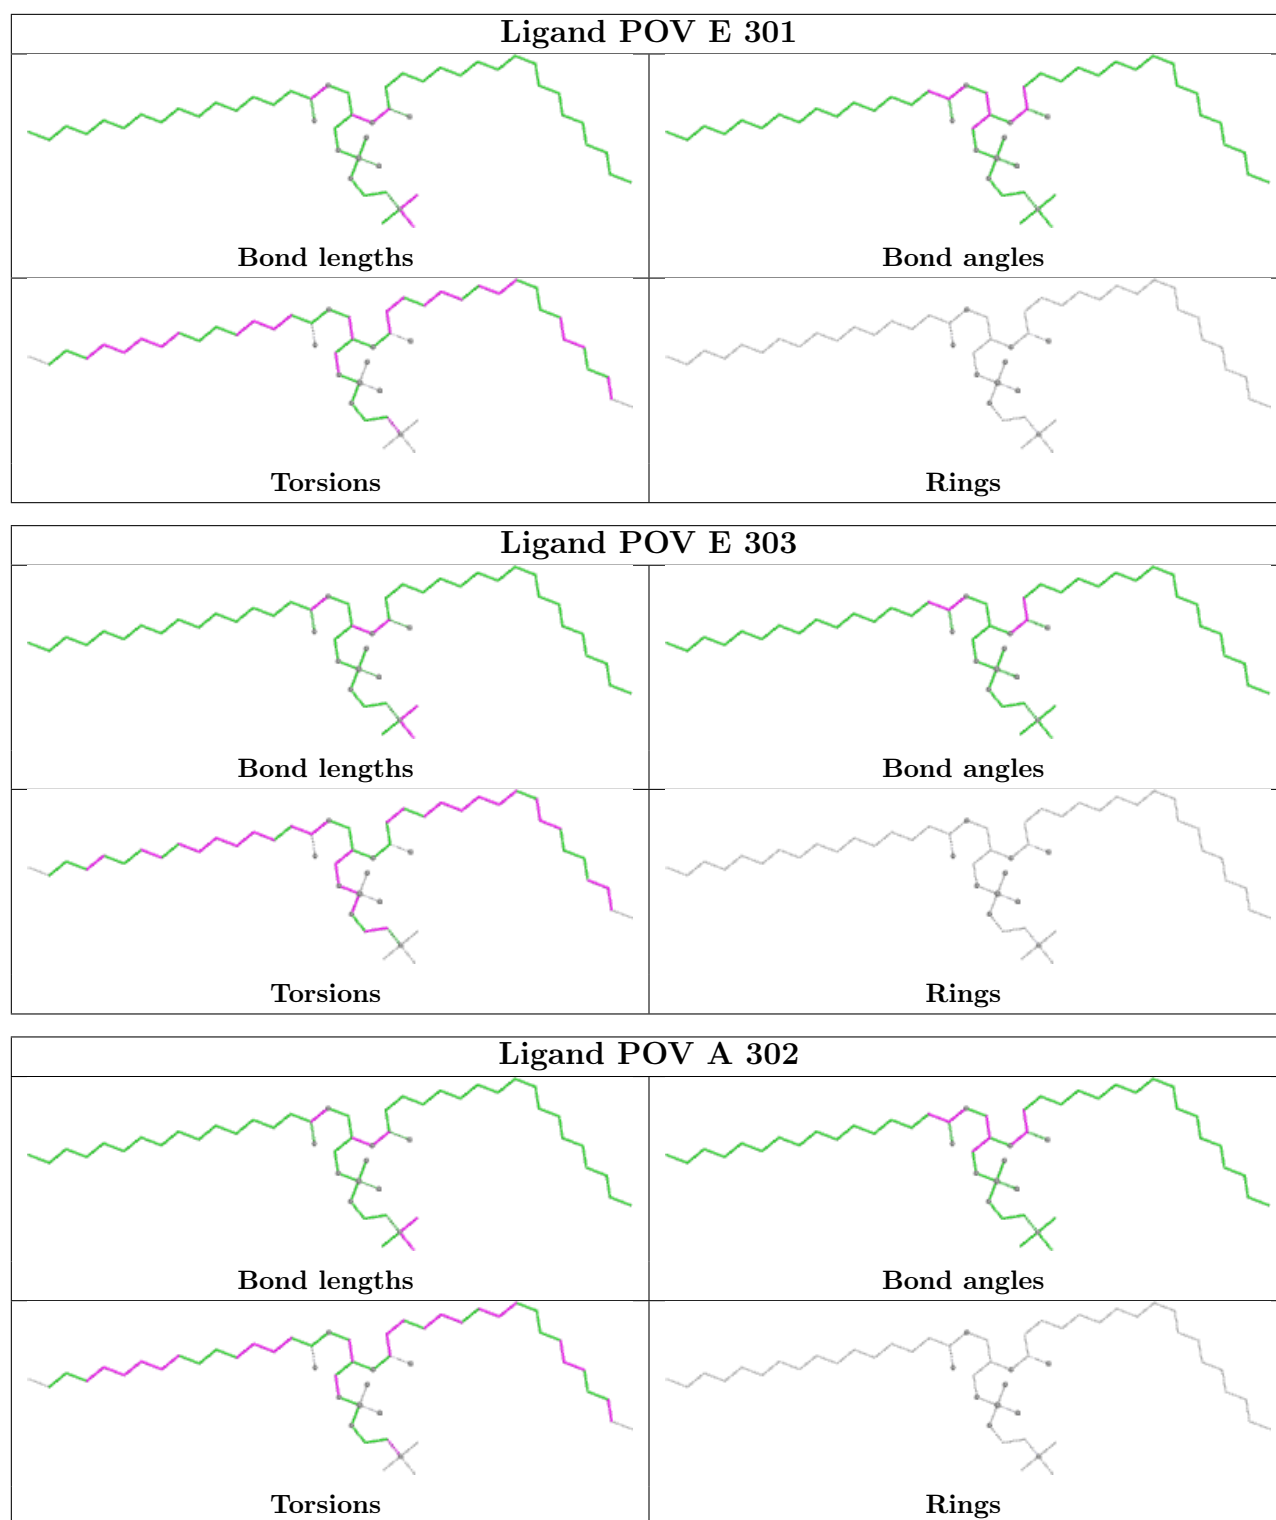 Ligand POV E 301
Bond lengths
Bond angles
Torsions
Rings
Ligand POV E 303
Bond lengths
Bond angles
Torsions
Rings
Ligand POV A 302
Bond lengths
Bond angles
Torsions
Rings